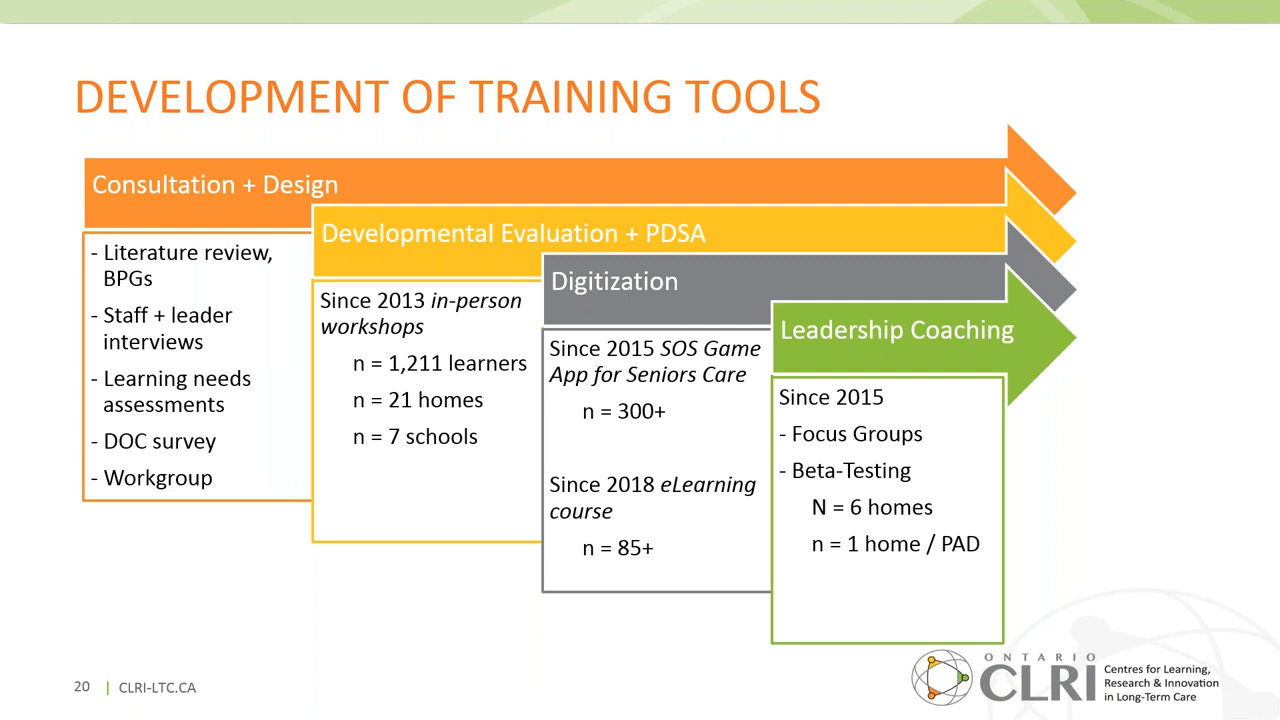 DEVELOPMENT OF TRAINING TOOLS
Consultation + Design
- Literature review,
BPGs
- Staff + leader
interviews
- Learning needs
assessments
- DOC survey
- Workgroup
Developmental Evaluation + PDSA
Since 2013 in-person
workshops
n = 1,211 learners
n = 21 homes
n = 7 schools
Digitization
Since 2015 SOS Game
App for Seniors Care
n = 300+
Since 2018 eLearning
course
n = 85+
Leadership Coaching
Since 2015
- Focus Groups
- Beta-Testing
N = 6 homes
n = 1 home / PAD
20 | CLRI-LTC.CA
ONTARIO
CLRI
Centres for Learning,
Research & Innovation
in Long-Term Care